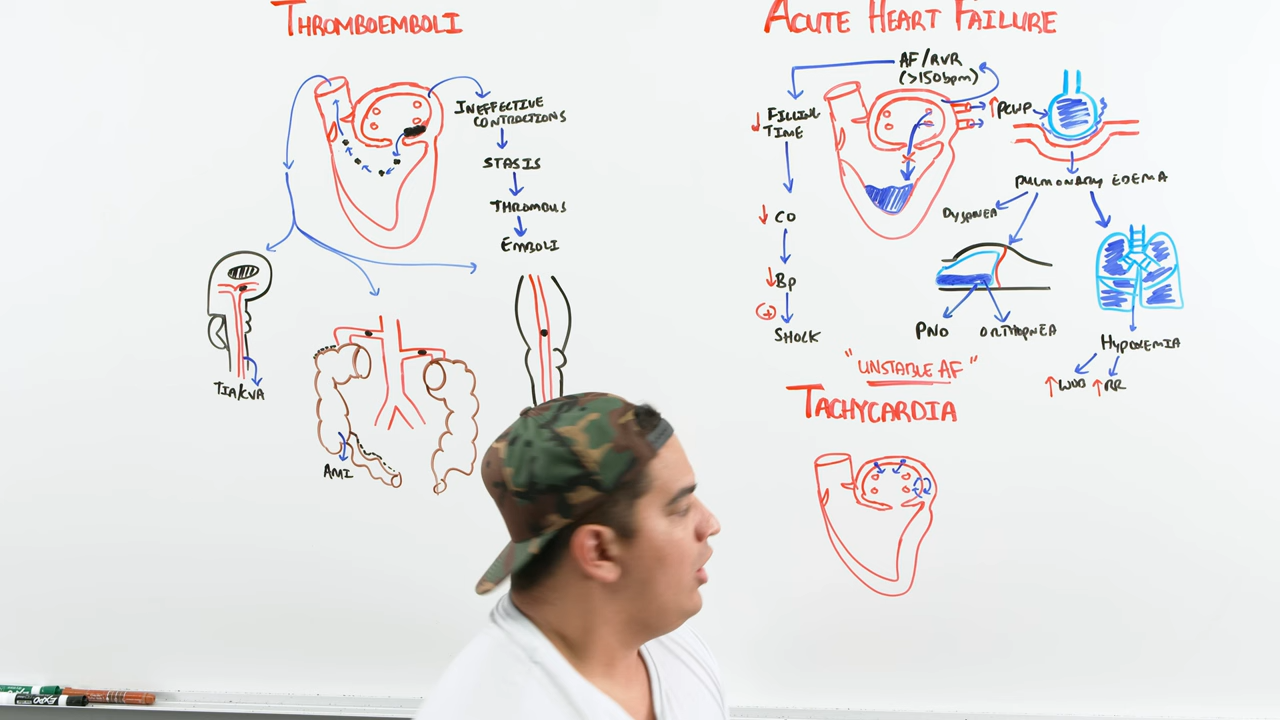 THROMBOEMBOLI
INEFFECTIVE
CONTRACTIONS
STASIS
THROMBUS
EMBOLI
TIA/CVA
AMI
ACUTE HEART FAILURE
AF/RVR
(>150bpm)
↓ FILLING
TIME
↓ CO
↓ BP
(+)
SHOCK
↑ PCWP
PULMONARY EDEMA
DYSPNEA
PND
ORTHOPNEA
HYPOXEMIA
↑ WOB ↑ RR
"UNSTABLE AF"
TACHYCARDIA
EXPO